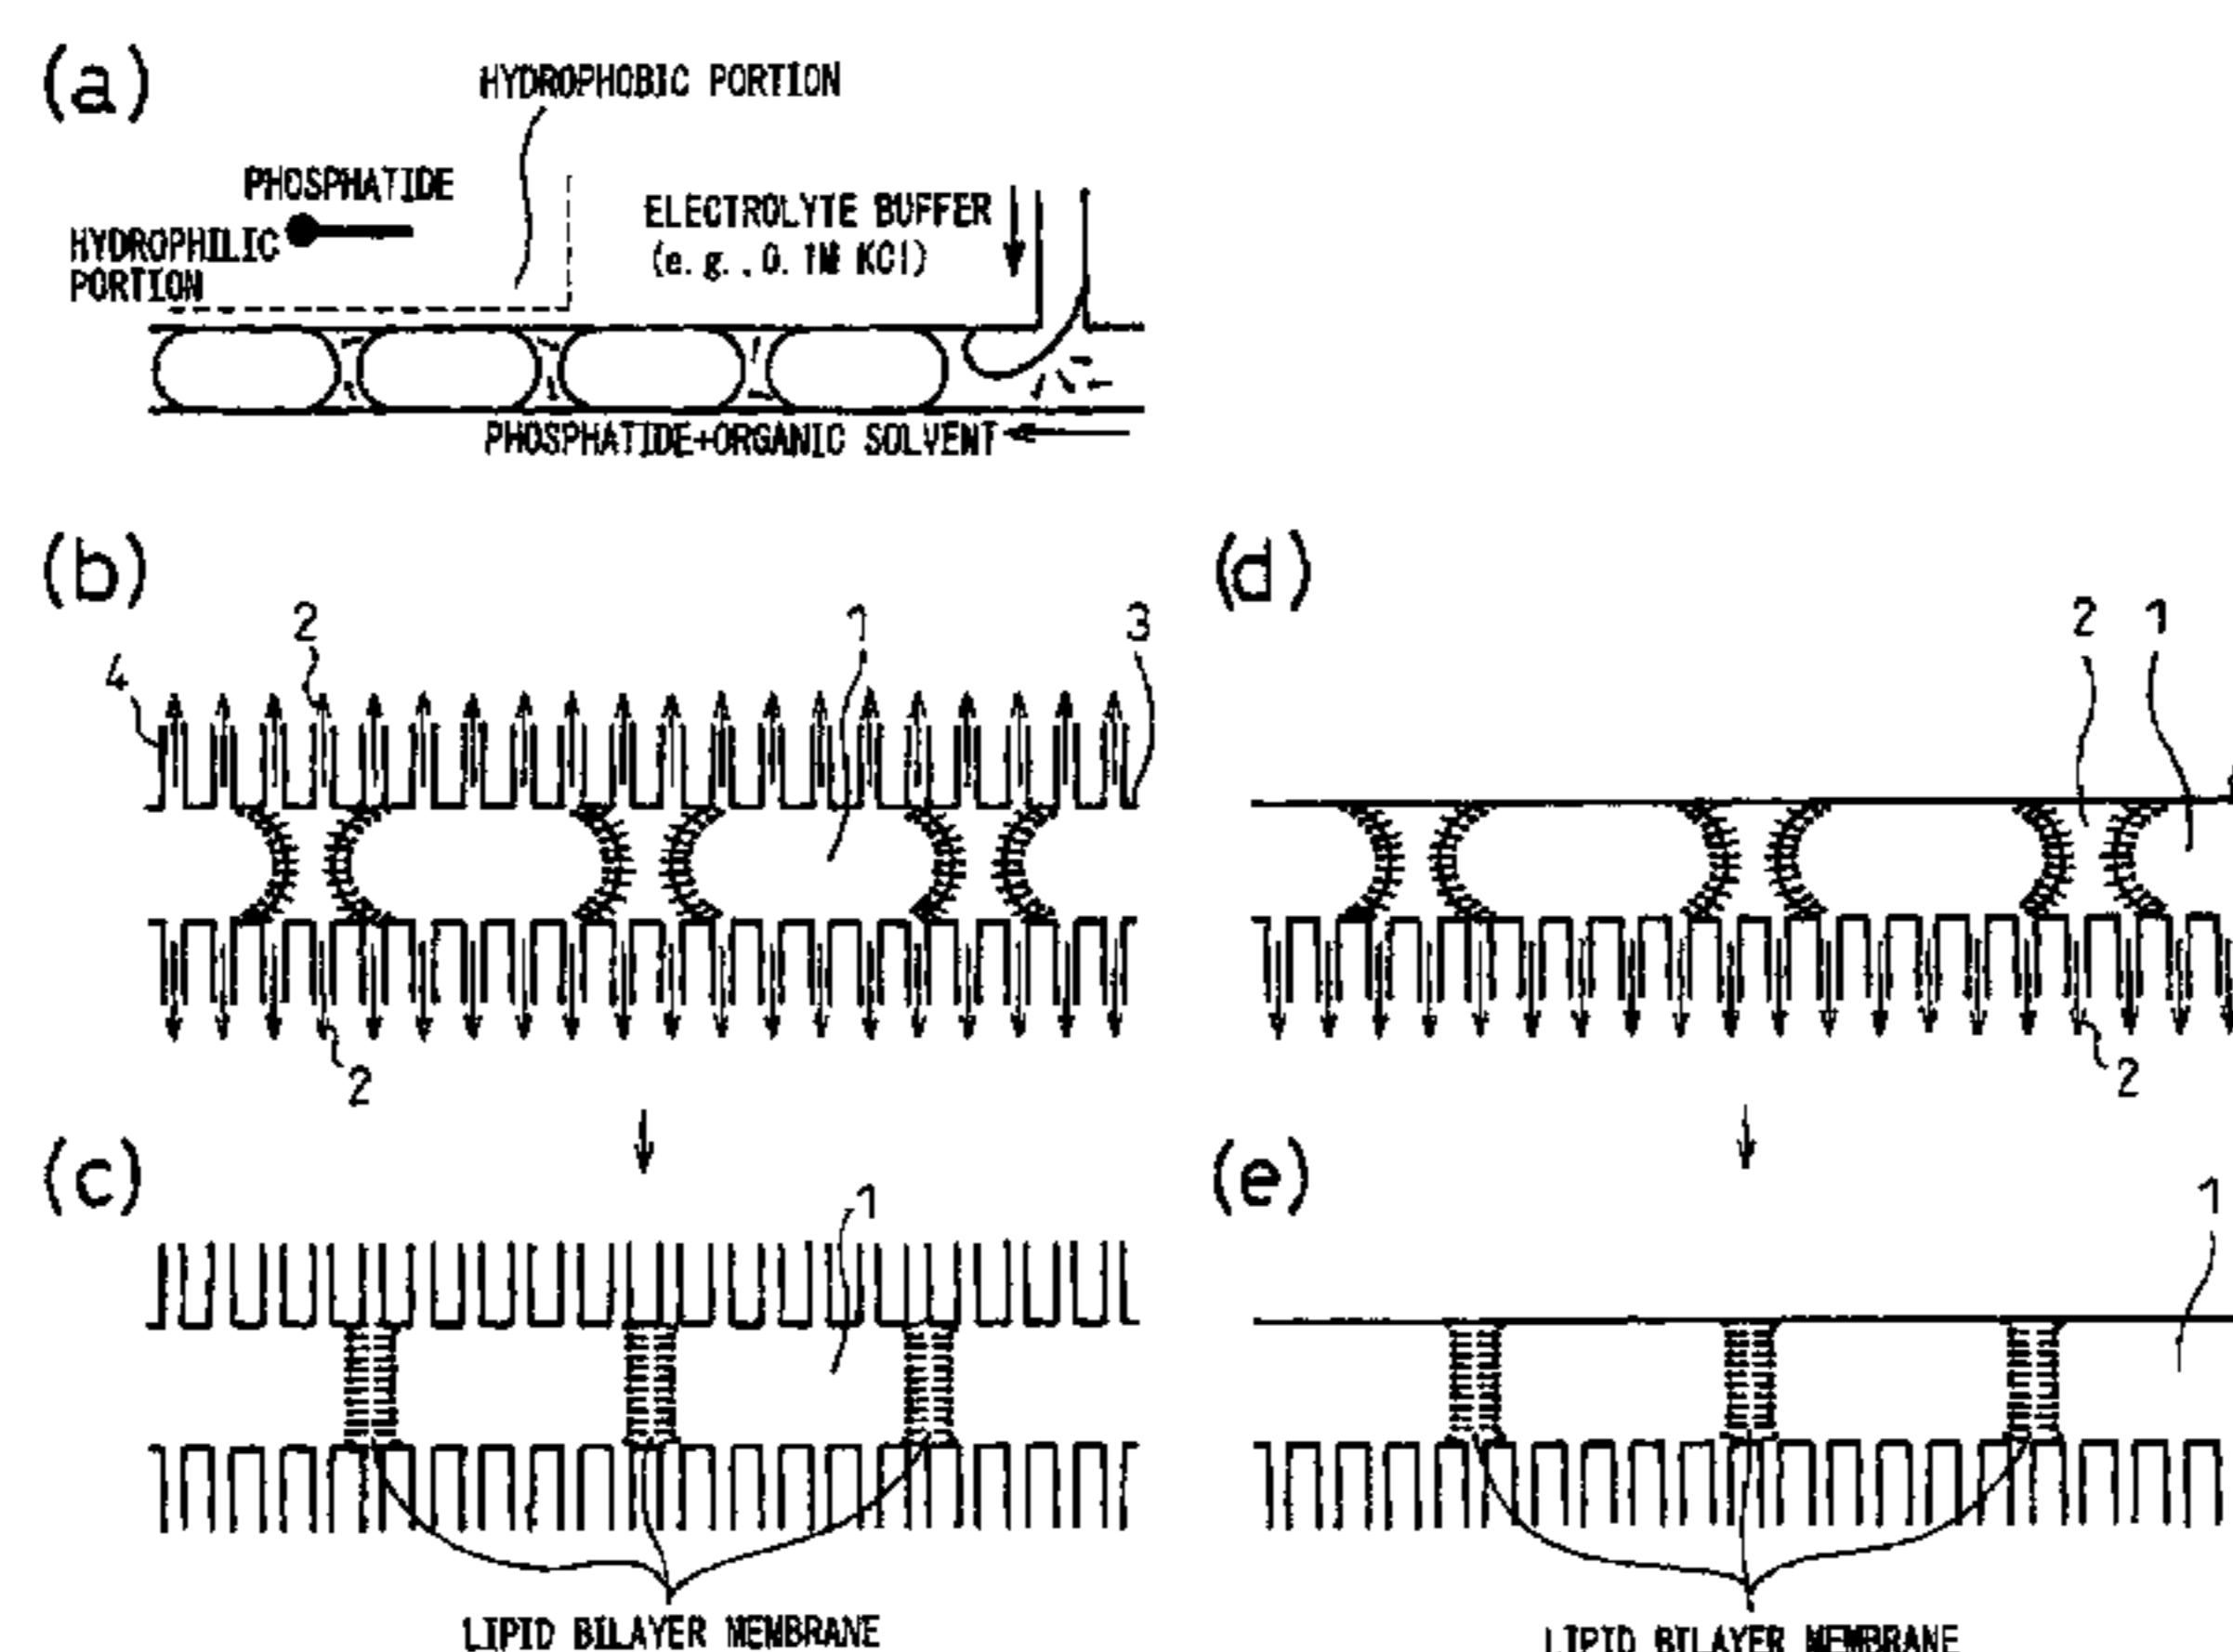 (a)
HYDROPHOBIC PORTION
PHOSPHATIDE
HYDROPHILIC
PORTION
ELECTROLYTE BUFFER
(e.g.,0.1M KCl)
PHOSPHATIDE+ORGANIC SOLVENT
(b)
2
1
3
4
2
(d)
2
1
2
(c)
1
LIPID BILAYER MEMBRANE
(e)
1
LIPID BILAYER MEMBRANE